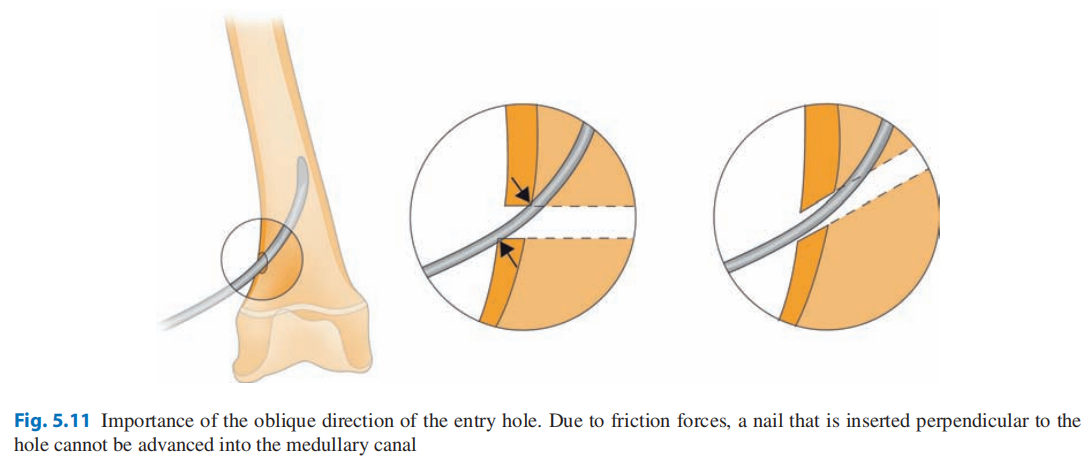 Fig. 5.11 Importance of the oblique direction of the entry hole. Due to friction forces, a nail that is inserted perpendicular to the
hole cannot be advanced into the medullary canal